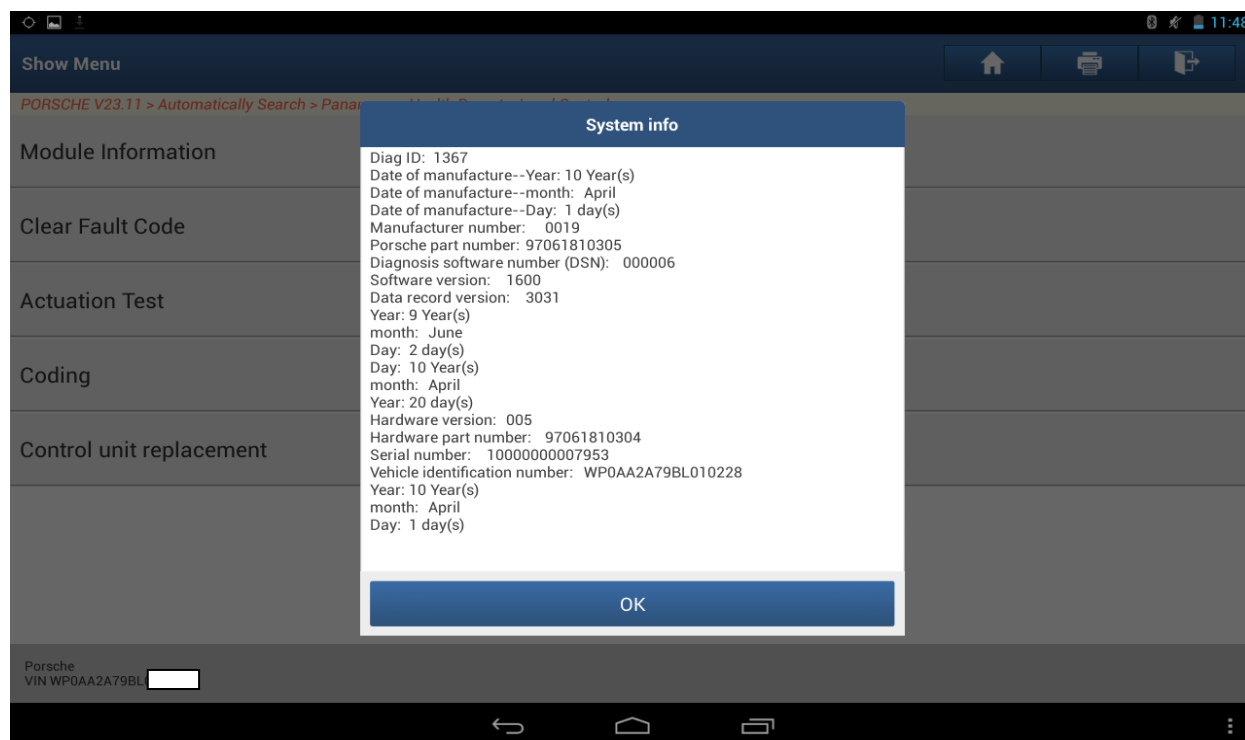 11:48
Show Menu
PORSCHE V23.11 > Automatically Search >
System info
Module Information
Clear Fault Code
Actuation Test
Coding
Control unit replacement
Diag ID: 1367
Date of manufacture--Year: 10 Year(s)
Date of manufacture--month: April
Date of manufacture--Day: 1 day(s)
Manufacturer number: 0019
Porsche part number: 97061810305
Diagnosis software number (DSN): 000006
Software version: 1600
Data record version: 3031
Year: 9 Year(s)
month: June
Day: 2 day(s)
Day: 10 Year(s)
month: April
Year: 20 day(s)
Hardware version: 005
Hardware part number: 97061810304
Serial number: 10000000007953
Vehicle identification number: WP0AA2A79BL010228
Year: 10 Year(s)
month: April
Day: 1 day(s)
OK
Porsche
VIN WP0AA2A79BL